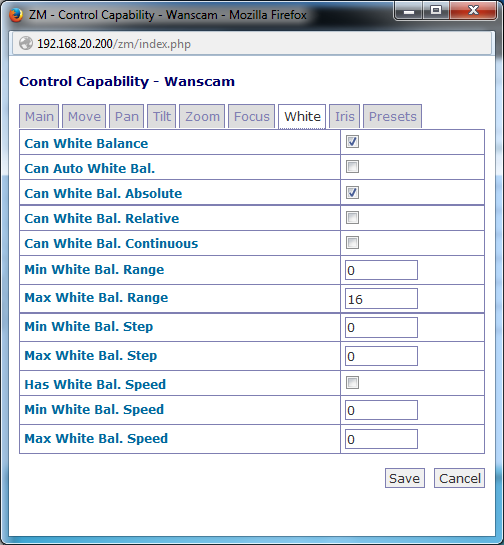 ZM - Control Capability - Wanscam - Mozilla Firefox
192.168.20.200/zm/index.php
Control Capability - Wanscam
Main Move Pan Tilt Zoom Focus White Iris Presets
Can White Balance
Can Auto White Bal.
Can White Bal. Absolute
Can White Bal. Relative
Can White Bal. Continuous
Min White Bal. Range 0
Max White Bal. Range 16
Min White Bal. Step 0
Max White Bal. Step 0
Has White Bal. Speed
Min White Bal. Speed 0
Max White Bal. Speed 0
Save Cancel